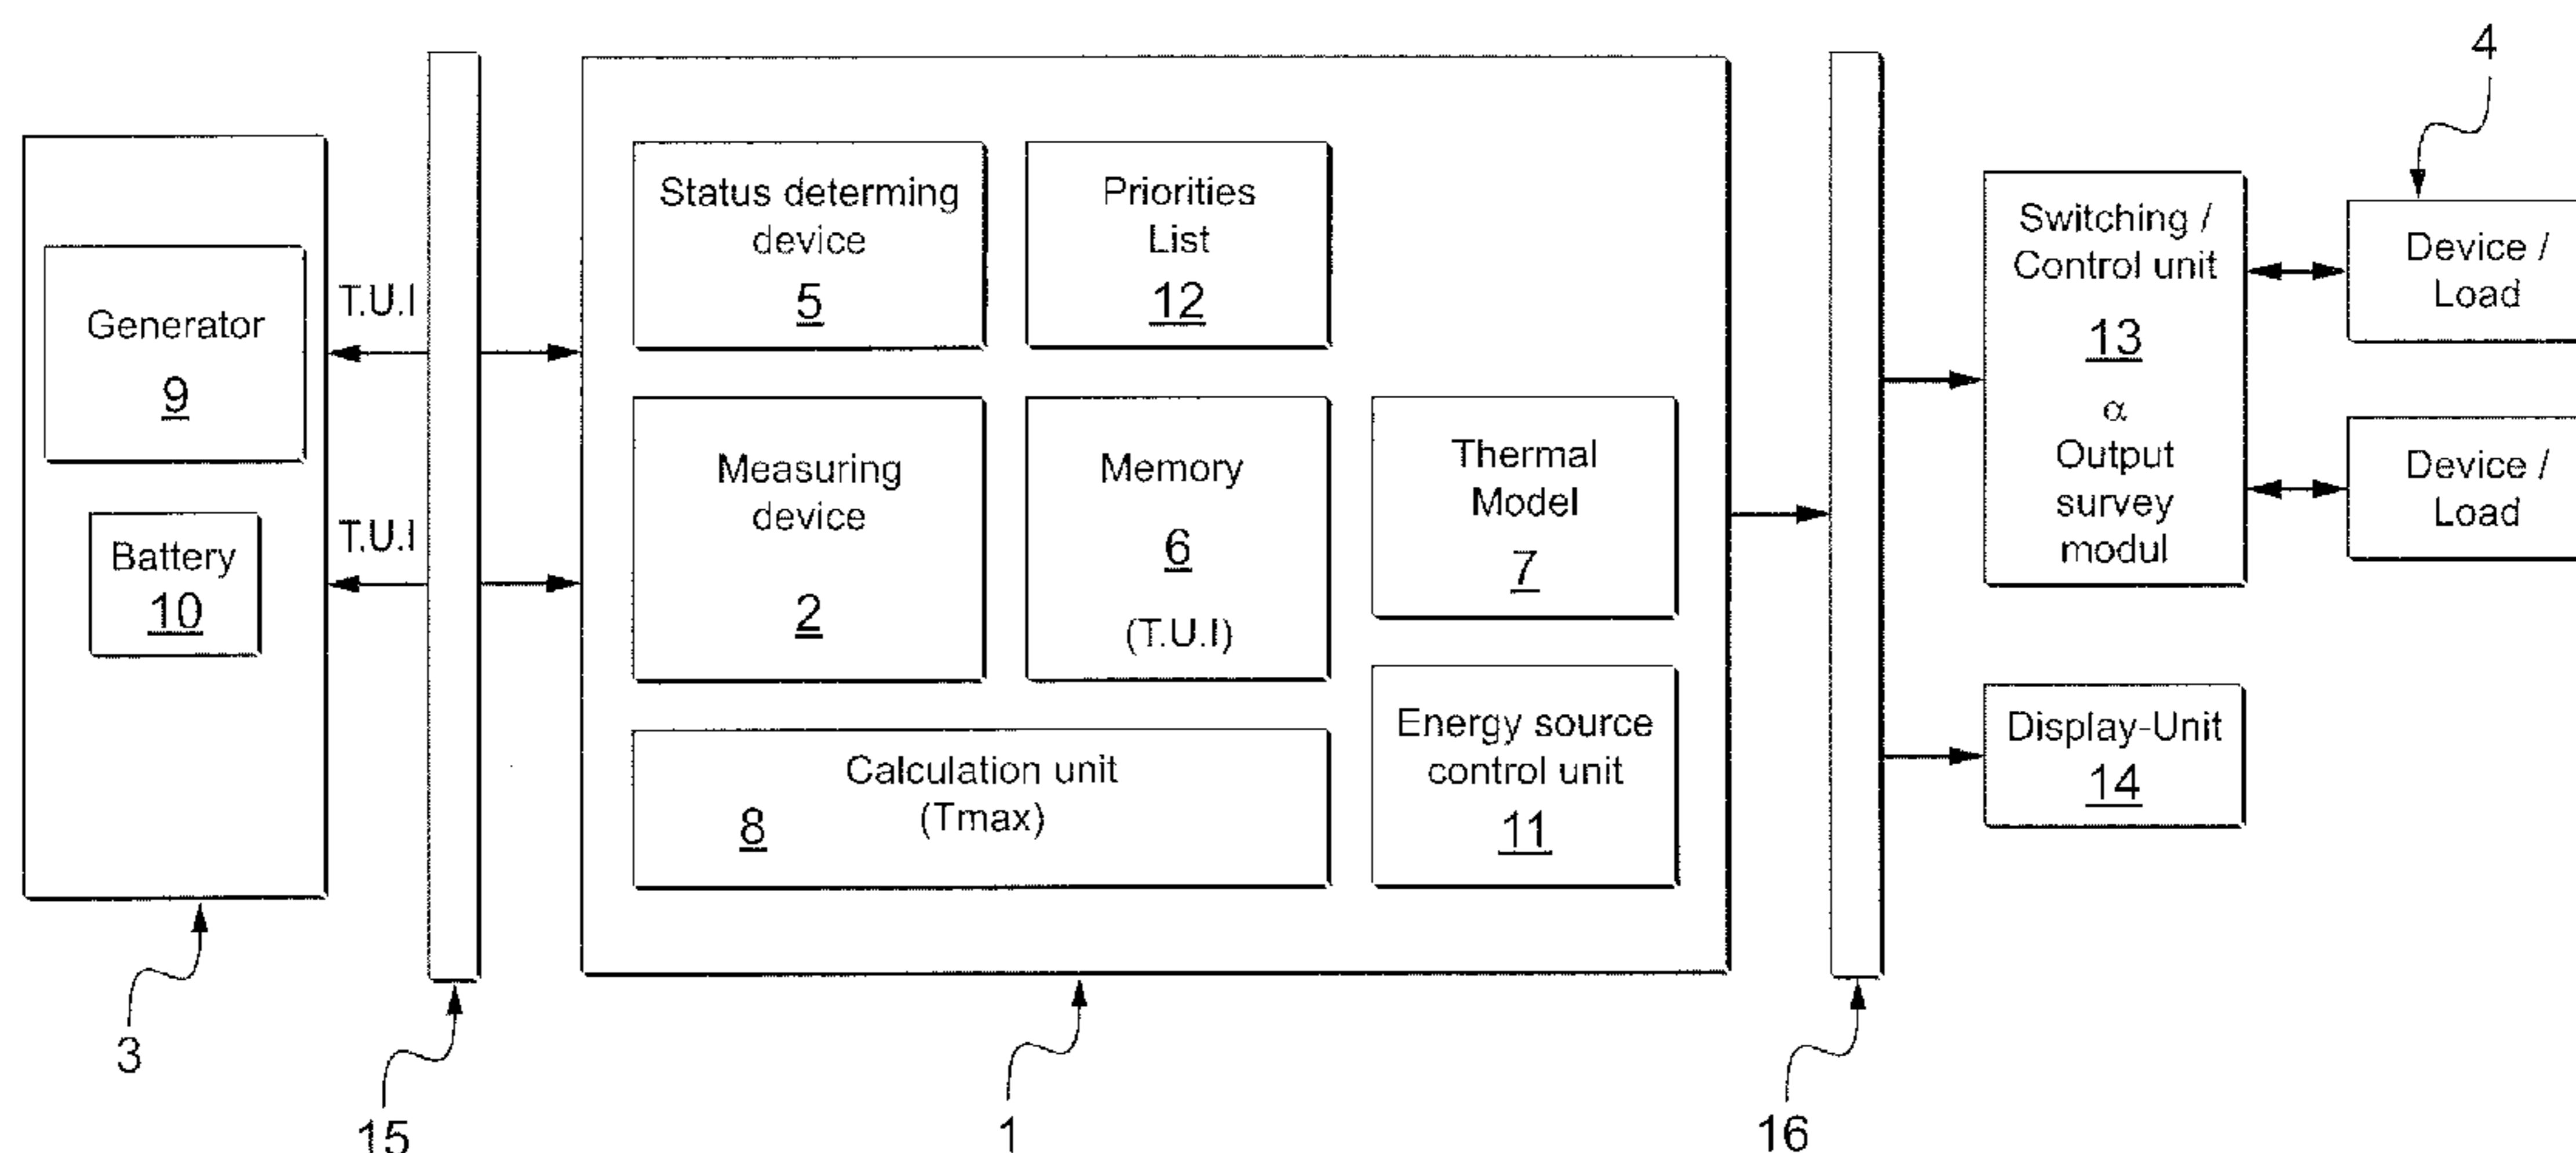 4
Generator
9
Battery
10
T.U.I
T.U.I
Status determing
device
5
Priorities
List
12
Measuring
device
2
Memory
6
(T.U.I)
Thermal
Model
7
Calculation unit
(Tmax)
8
Energy source
control unit
11
Switching /
Control unit
13
α
Output
survey
modul
Device /
Load
Device /
Load
Display-Unit
14
3
15
1
16